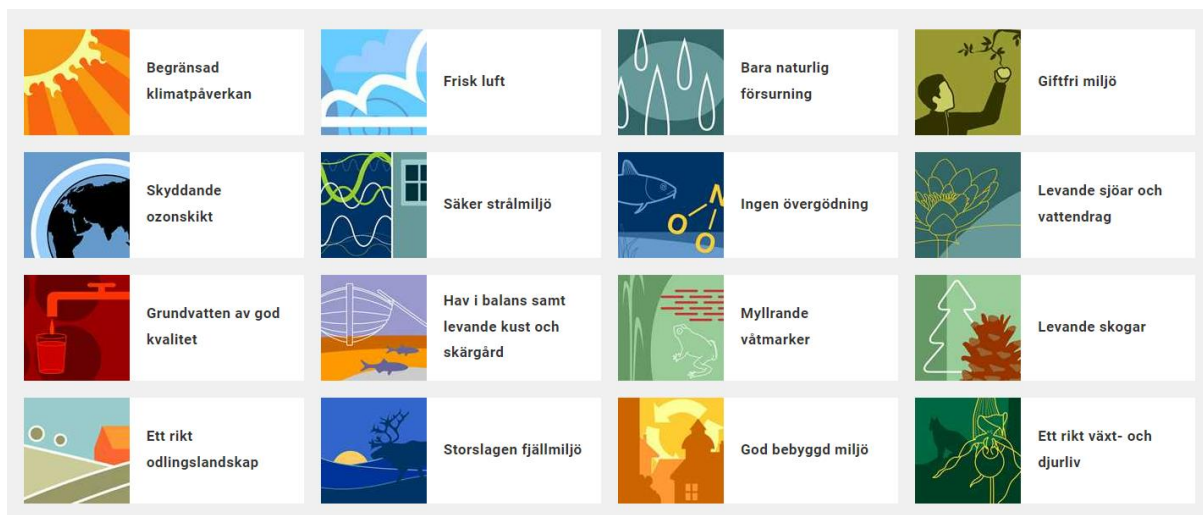 Begränsad
klimatpåverkan
Frisk luft
Bara naturlig
försurning
Giftfri miljö
Skyddande
ozonskikt
Säker strålmiljö
N
O
O
O
Ingen övergödning
Levande sjöar och
vattendrag
Grundvatten av god
kvalitet
Hav i balans samt
levande kust och
skärgård
Myllrande
våtmarker
Levande skogar
Ett rikt
odlingslandskap
Storslagen fjällmiljö
God bebyggd miljö
Ett rikt växt- och
djurliv